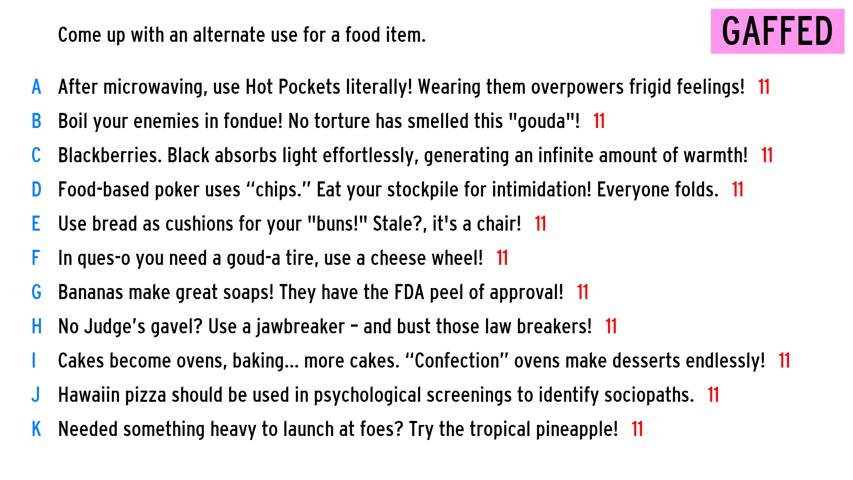 Come up with an alternate use for a food item.
GAFFED
A After microwaving, use Hot Pockets literally! Wearing them overpowers frigid feelings! 11
B Boil your enemies in fondue! No torture has smelled this "gouda"! 11
C Blackberries. Black absorbs light effortlessly, generating an infinite amount of warmth! 11
D Food-based poker uses “chips.” Eat your stockpile for intimidation! Everyone folds. 11
E Use bread as cushions for your "buns!" Stale?, it's a chair! 11
F In ques-o you need a goud-a tire, use a cheese wheel! 11
G Bananas make great soaps! They have the FDA peel of approval! 11
H No Judge’s gavel? Use a jawbreaker – and bust those law breakers! 11
I Cakes become ovens, baking... more cakes. “Confection” ovens make desserts endlessly! 11
J Hawaiin pizza should be used in psychological screenings to identify sociopaths. 11
K Needed something heavy to launch at foes? Try the tropical pineapple! 11